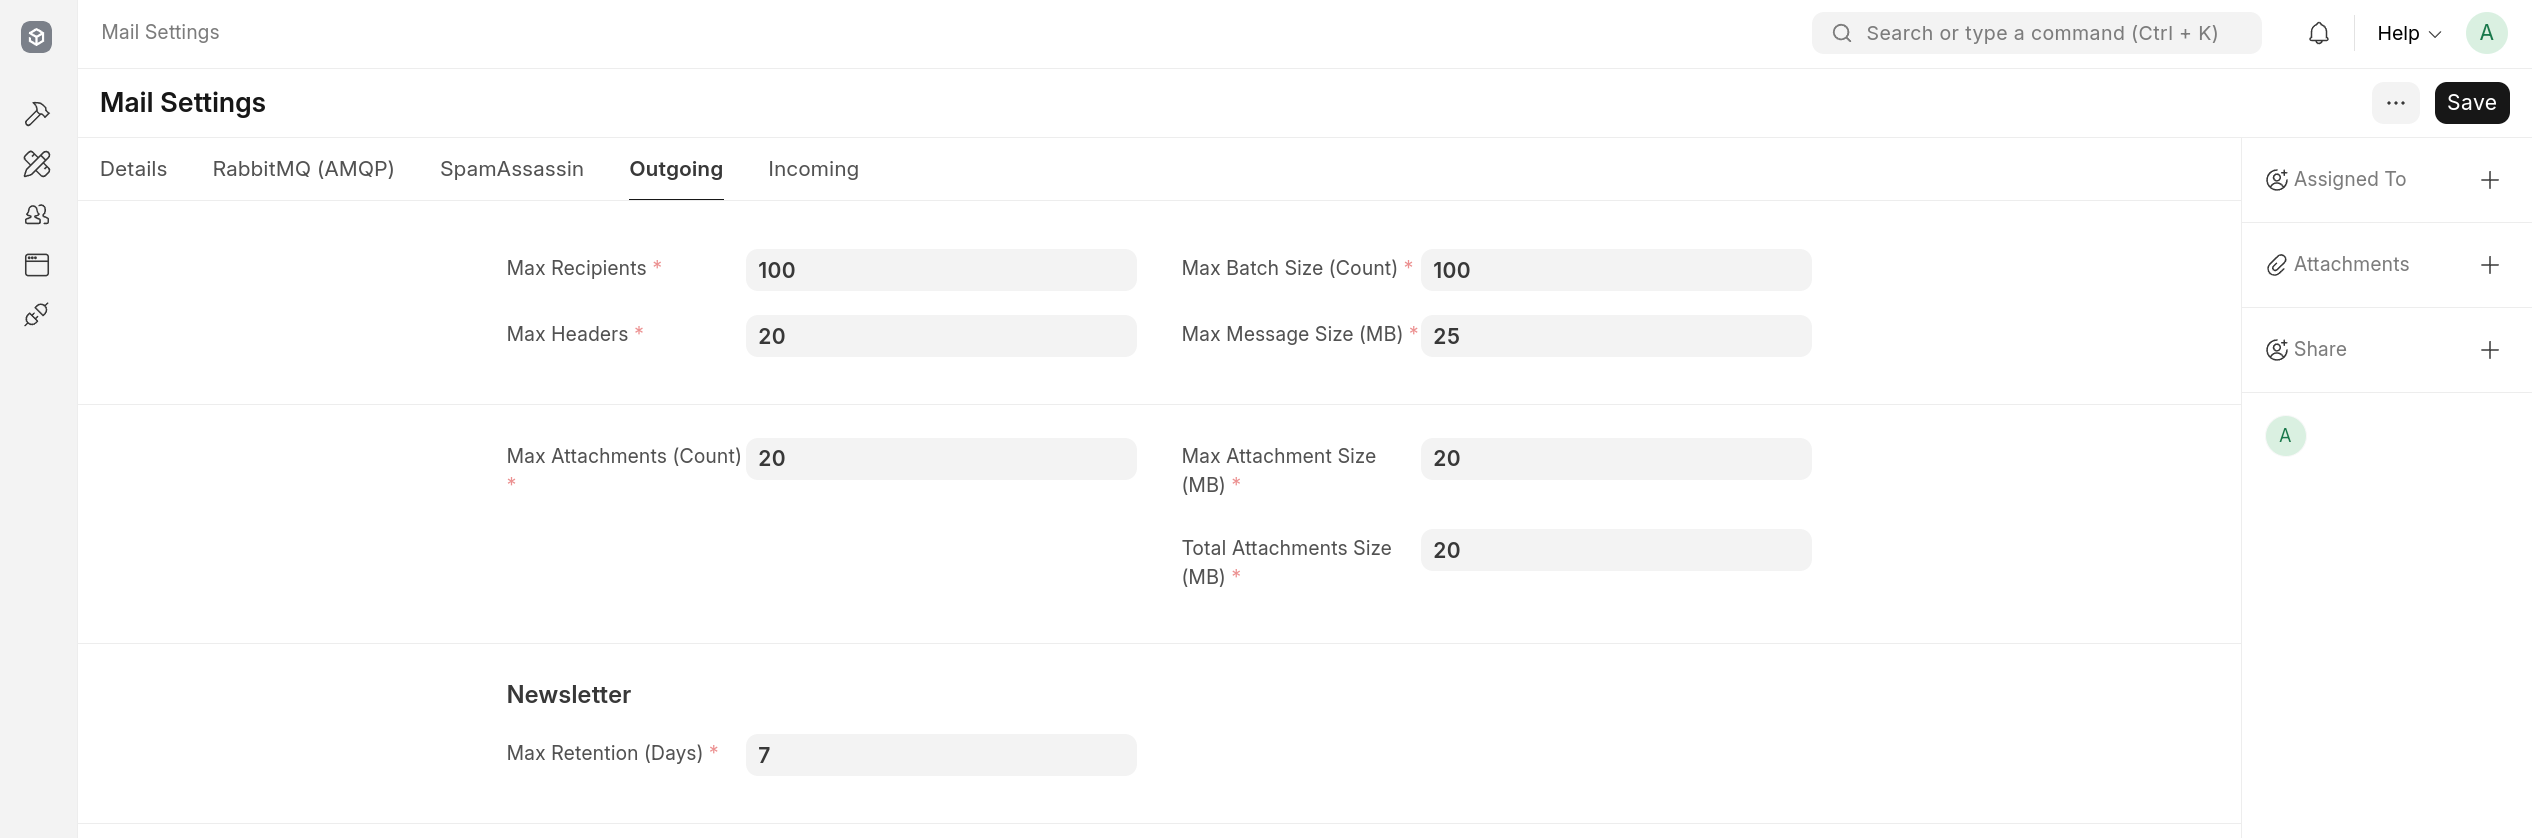 Mail Settings
Search or type a command (Ctrl + K)
Help
A
Mail Settings
Save
Details
RabbitMQ (AMQP)
SpamAssassin
Outgoing
Incoming
Assigned To
Attachments
Share
A
Max Recipients *
100
Max Batch Size (Count) *
100
Max Headers *
20
Max Message Size (MB) *
25
Max Attachments (Count)
*
20
Max Attachment Size
(MB) *
20
Total Attachments Size
(MB) *
20
Newsletter
Max Retention (Days) *
7